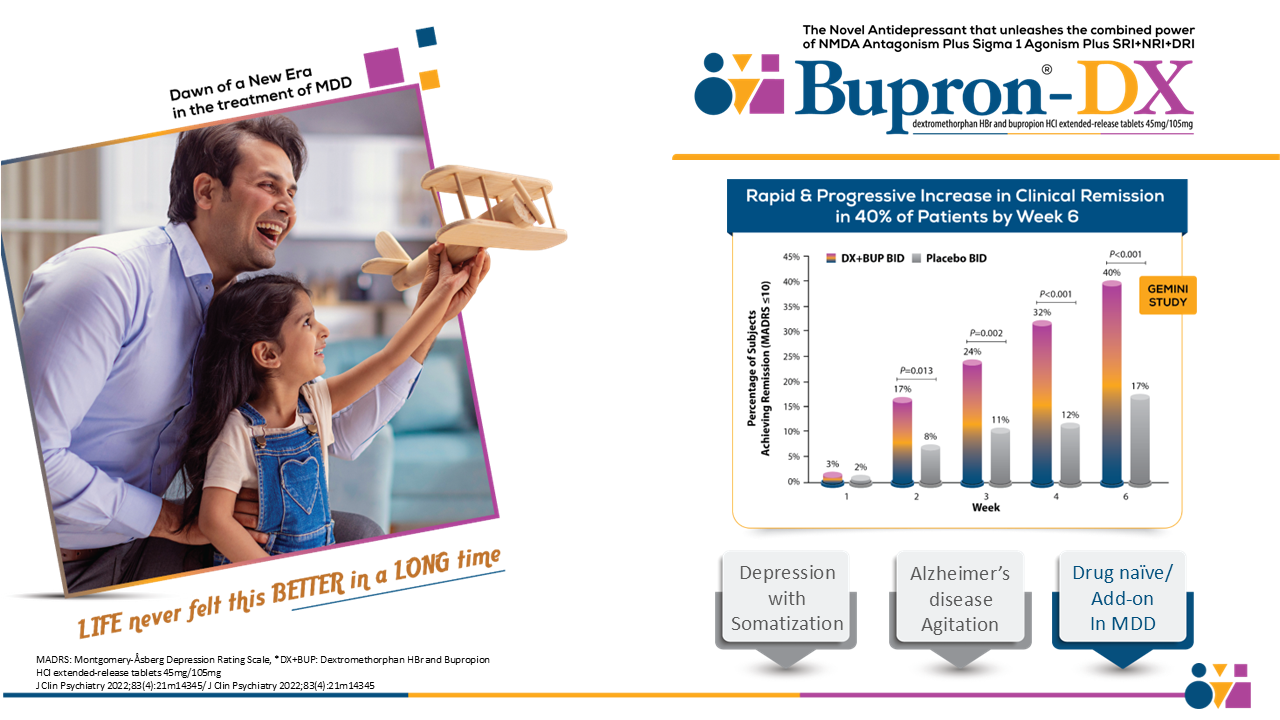 Dawn of a New Era
in the treatment of MDD
LIFE never felt this BETTER in a LONG time
MADRS: Montgomery-Åsberg Depression Rating Scale, *DX+BUP: Dextromethorphan HBr and Bupropion
HCl extended-release tablets 45mg/105mg
J Clin Psychiatry 2022;83(4):21m14345/ J Clin Psychiatry 2022;83(4):21m14345
The Novel Antidepressant that unleashes the combined power
of NMDA Antagonism Plus Sigma 1 Agonism Plus SRI+NRI+DRI
Bupron®-DX
dextromethorphan HBr and bupropion HCl extended-release tablets 45mg/105mg
Rapid & Progressive Increase in Clinical Remission
in 40% of Patients by Week 6
DX+BUP BID Placebo BID
GEMINI
STUDY
Percentage of Subjects
Achieving Remission (MADRS ≤10)
45%
40%
35%
30%
25%
20%
15%
10%
5%
0%
3% 2%
P=0.013
17% 8%
P=0.002
24% 11%
P<0.001
32% 12%
P<0.001
40% 17%
1 2 3 4 6
Week
Depression
with
Somatization
Alzheimer's
disease
Agitation
Drug naïve/
Add-on
In MDD